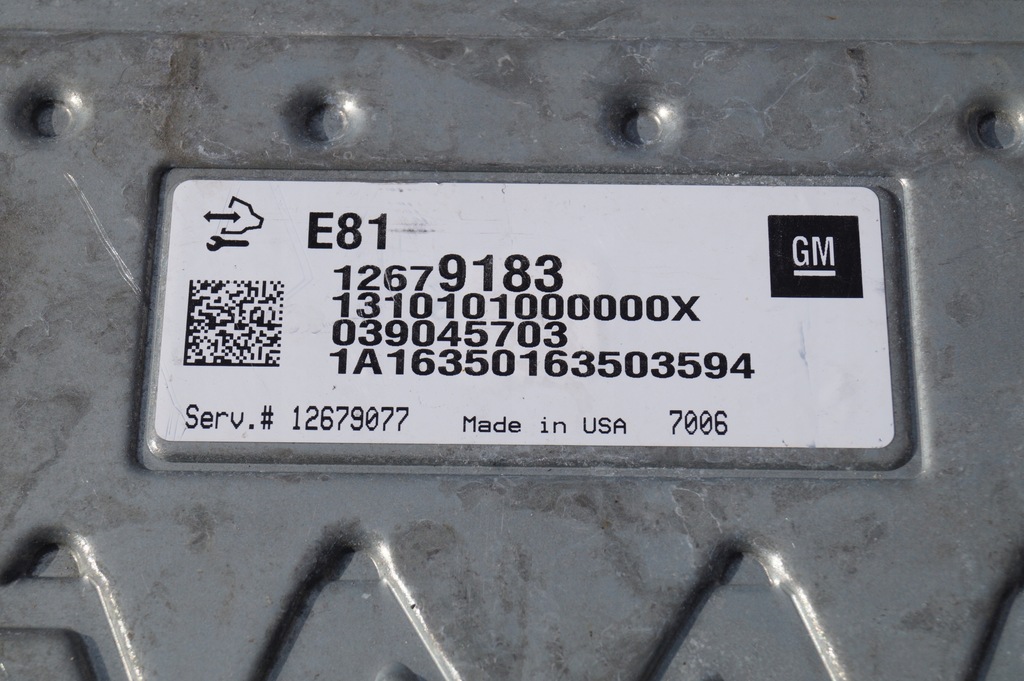 E81
GM
12679183
1310101000000X
039045703
1A16350163503594
Serv.# 12679077 Made in USA 7006